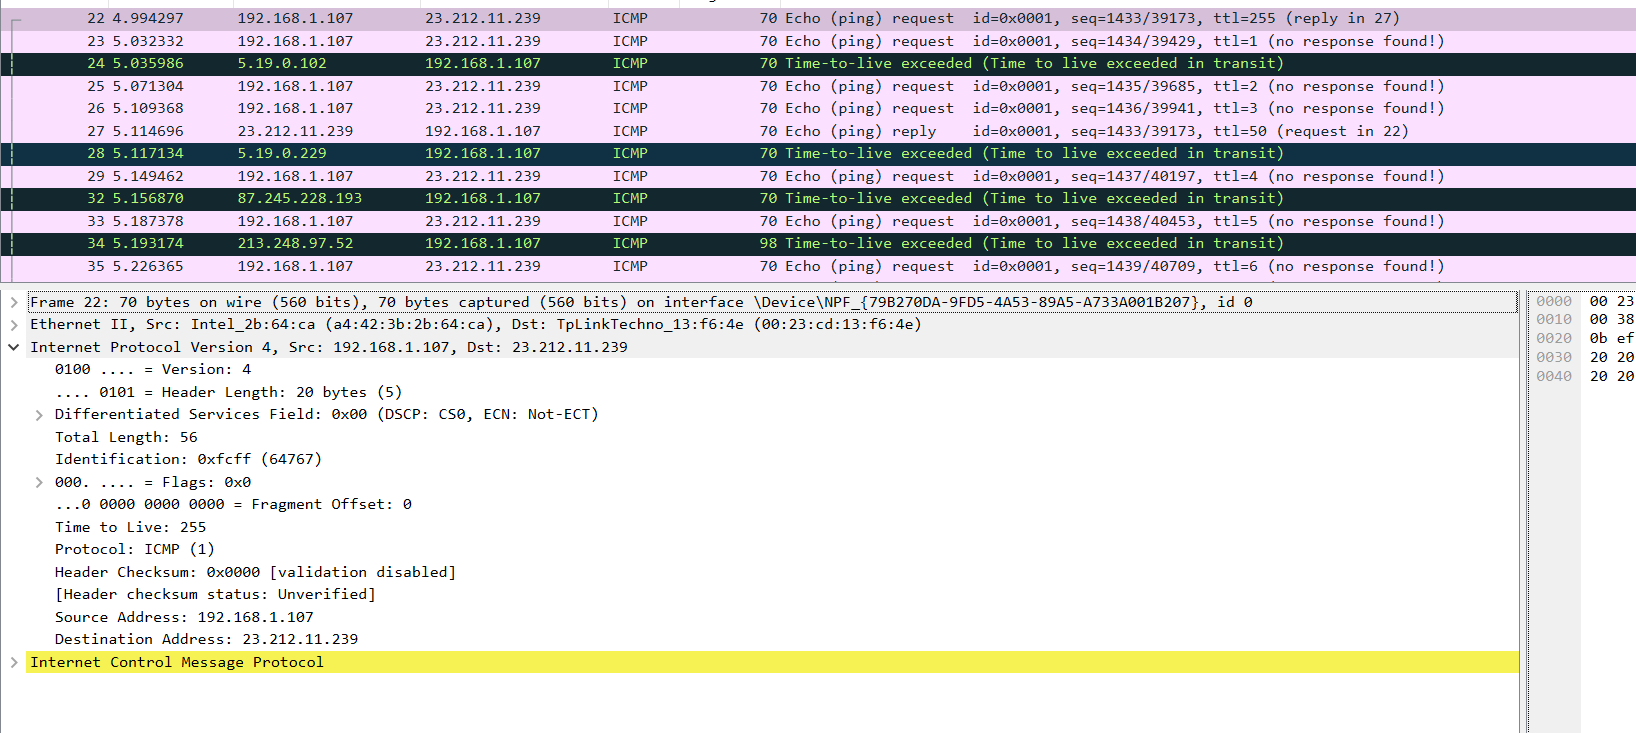 22 4.994297 192.168.1.107 23.212.11.239 ICMP 70 Echo (ping) request id=0x0001, seq=1433/39173, ttl=255 (reply in 27)
23 5.032332 192.168.1.107 23.212.11.239 ICMP 70 Echo (ping) request id=0x0001, seq=1434/39429, ttl=1 (no response found!)
24 5.035986 5.19.0.102 192.168.1.107 ICMP 70 Time-to-live exceeded (Time to live exceeded in transit)
25 5.071304 192.168.1.107 23.212.11.239 ICMP 70 Echo (ping) request id=0x0001, seq=1435/39685, ttl=2 (no response found!)
26 5.109368 192.168.1.107 23.212.11.239 ICMP 70 Echo (ping) request id=0x0001, seq=1436/39941, ttl=3 (no response found!)
27 5.114696 23.212.11.239 192.168.1.107 ICMP 70 Echo (ping) reply id=0x0001, seq=1433/39173, ttl=50 (request in 22)
28 5.117134 5.19.0.229 192.168.1.107 ICMP 70 Time-to-live exceeded (Time to live exceeded in transit)
29 5.149462 192.168.1.107 23.212.11.239 ICMP 70 Echo (ping) request id=0x0001, seq=1437/40197, ttl=4 (no response found!)
32 5.156870 87.245.228.193 192.168.1.107 ICMP 70 Time-to-live exceeded (Time to live exceeded in transit)
33 5.187378 192.168.1.107 23.212.11.239 ICMP 70 Echo (ping) request id=0x0001, seq=1438/40453, ttl=5 (no response found!)
34 5.193174 213.248.97.52 192.168.1.107 ICMP 98 Time-to-live exceeded (Time to live exceeded in transit)
35 5.226365 192.168.1.107 23.212.11.239 ICMP 70 Echo (ping) request id=0x0001, seq=1439/40709, ttl=6 (no response found!)
Frame 22: 70 bytes on wire (560 bits), 70 bytes captured (560 bits) on interface \Device\NPF_{79B270DA-9FD5-4A53-89A5-A733A001B207}, id 0
Ethernet II, Src: Intel_2b:64:ca (a4:42:3b:2b:64:ca), Dst: TpLinkTechno_13:f6:4e (00:23:cd:13:f6:4e)
Internet Protocol Version 4, Src: 192.168.1.107, Dst: 23.212.11.239
0100 .... = Version: 4
.... 0101 = Header Length: 20 bytes (5)
Differentiated Services Field: 0x00 (DSCP: CS0, ECN: Not-ECT)
Total Length: 56
Identification: 0xfcff (64767)
000. .... = Flags: 0x0
...0 0000 0000 0000 = Fragment Offset: 0
Time to Live: 255
Protocol: ICMP (1)
Header Checksum: 0x0000 [validation disabled]
[Header checksum status: Unverified]
Source Address: 192.168.1.107
Destination Address: 23.212.11.239
Internet Control Message Protocol
0000 00 23
0010 00 38
0020 0b ef
0030 20 20
0040 20 20